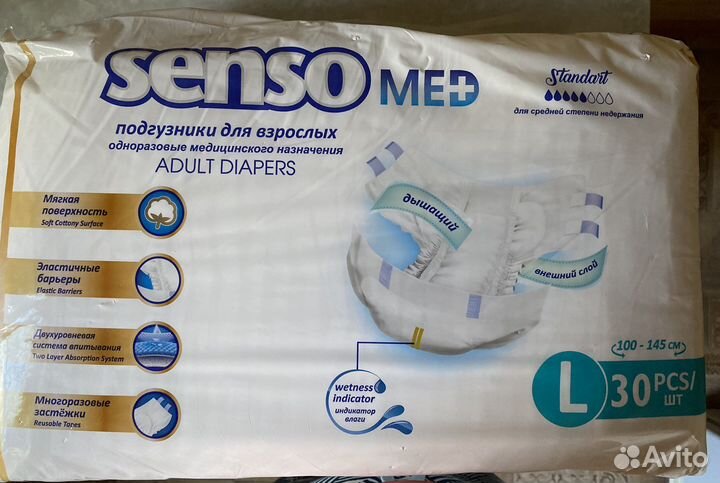 senso MED
Standart
для средней степени недержания
подгузники для взрослых
одноразовые медицинского назначения
ADULT DIAPERS
Мягкая
поверхность
Soft Cottony Surface
Эластичные
барьеры
Elastic Barriers
Двухуровневая
система впитывания
Two Layer Absorption System
Многоразовые
застёжки
Reusable Tapes
дышащий
внешний слой
wetness
indicator
индикатор
влаги
100 - 145 см
L 30 PCS/
шт
Avito